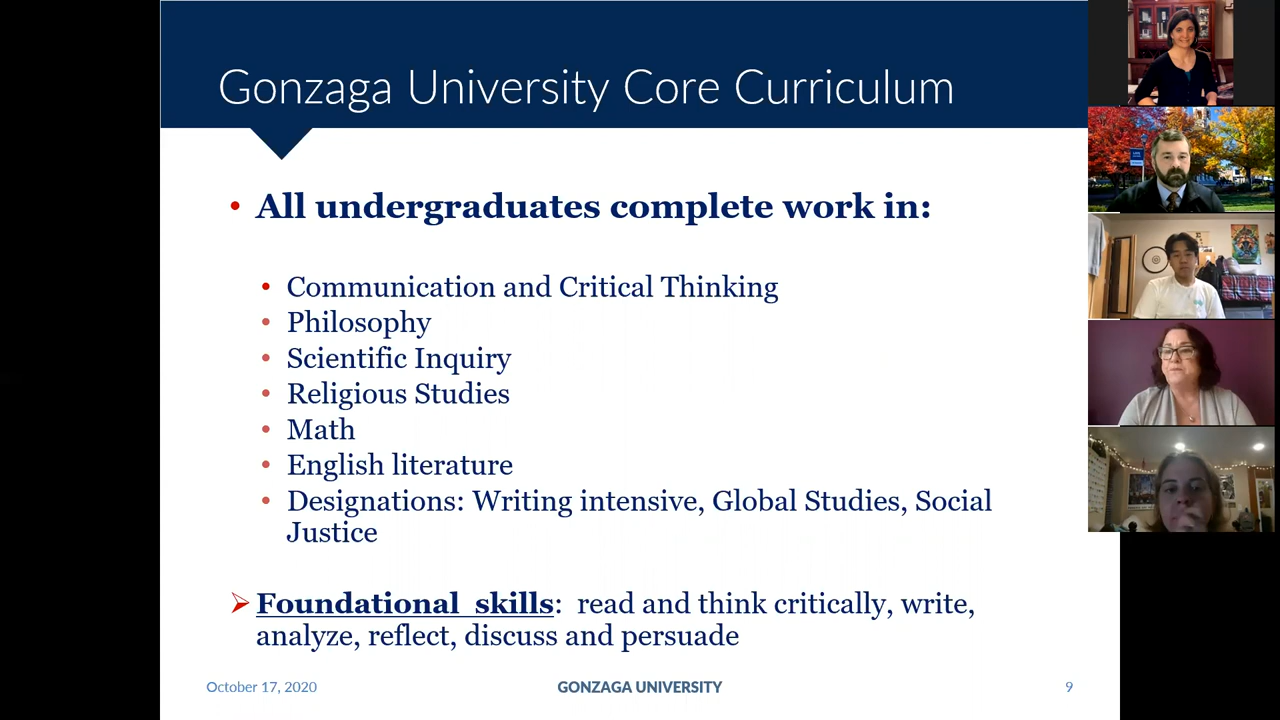 Gonzaga University Core Curriculum
• All undergraduates complete work in:
• Communication and Critical Thinking
• Philosophy
• Scientific Inquiry
• Religious Studies
• Math
• English literature
• Designations: Writing intensive, Global Studies, Social
Justice
➢ Foundational skills: read and think critically, write,
analyze, reflect, discuss and persuade
October 17, 2020
GONZAGA UNIVERSITY
9